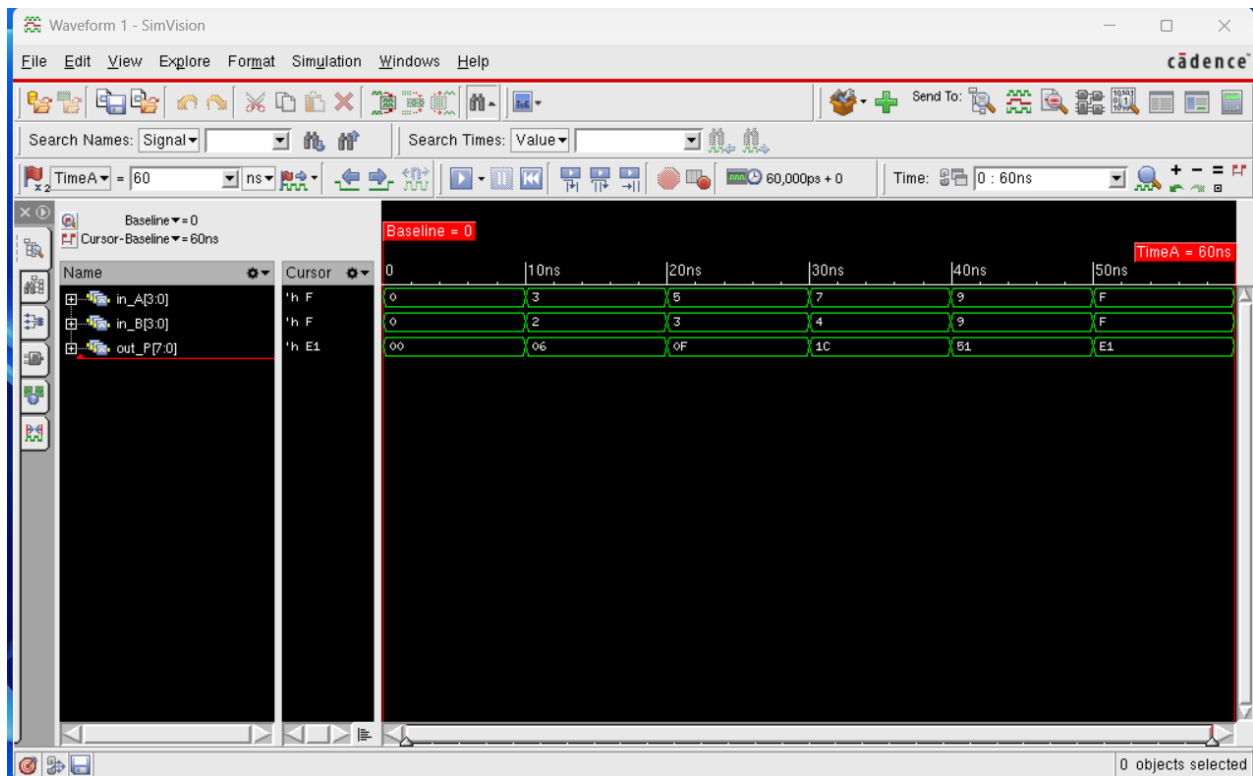 Waveform 1 - SimVision
File Edit View Explore Format Simulation Windows Help
cādence
Send To:
Search Names: Signal
Search Times: Value
TimeA = 60 ns
60,000ps + 0
Time: 0 : 60ns
Baseline = 0
Cursor-Baseline = 60ns
Baseline = 0
TimeA = 60ns
Name Cursor 0 10ns 20ns 30ns 40ns 50ns
in_A[3:0] 'h F 0 3 5 7 9 F
in_B[3:0] 'h F 0 2 3 4 9 F
out_P[7:0] 'h E1 00 06 0F 1C 51 E1
0 objects selected